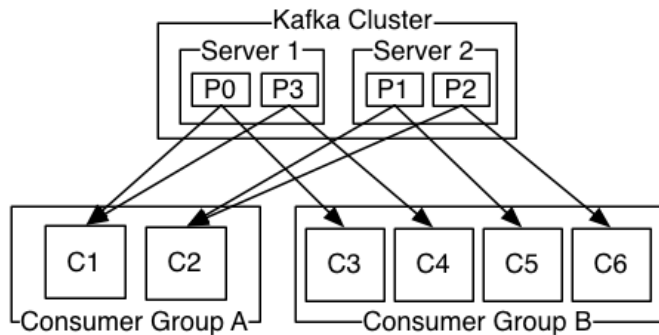 Kafka Cluster
Server 1 Server 2
P0 P3 P1 P2
C1 C2 C3 C4 C5 C6
Consumer Group A Consumer Group B